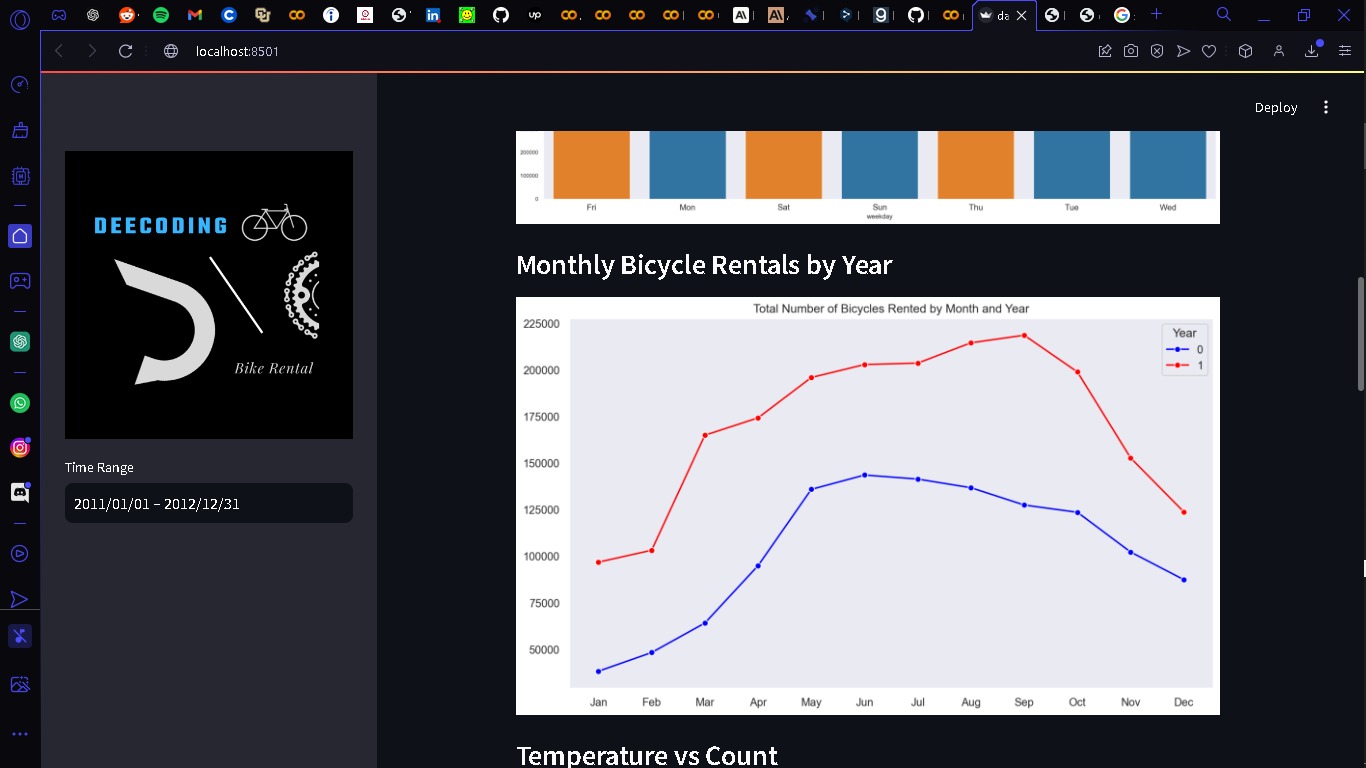 da
localhost:8501
Deploy
DEECODING
Bike Rental
Time Range
2011/01/01 – 2012/12/31
200000
100000
0
Fri Mon Sat Sun Thu Tue Wed
weekday
Monthly Bicycle Rentals by Year
Total Number of Bicycles Rented by Month and Year
225000
200000
175000
150000
125000
100000
75000
50000
Year
0
1
Jan Feb Mar Apr May Jun Jul Aug Sep Oct Nov Dec
Temperature vs Count